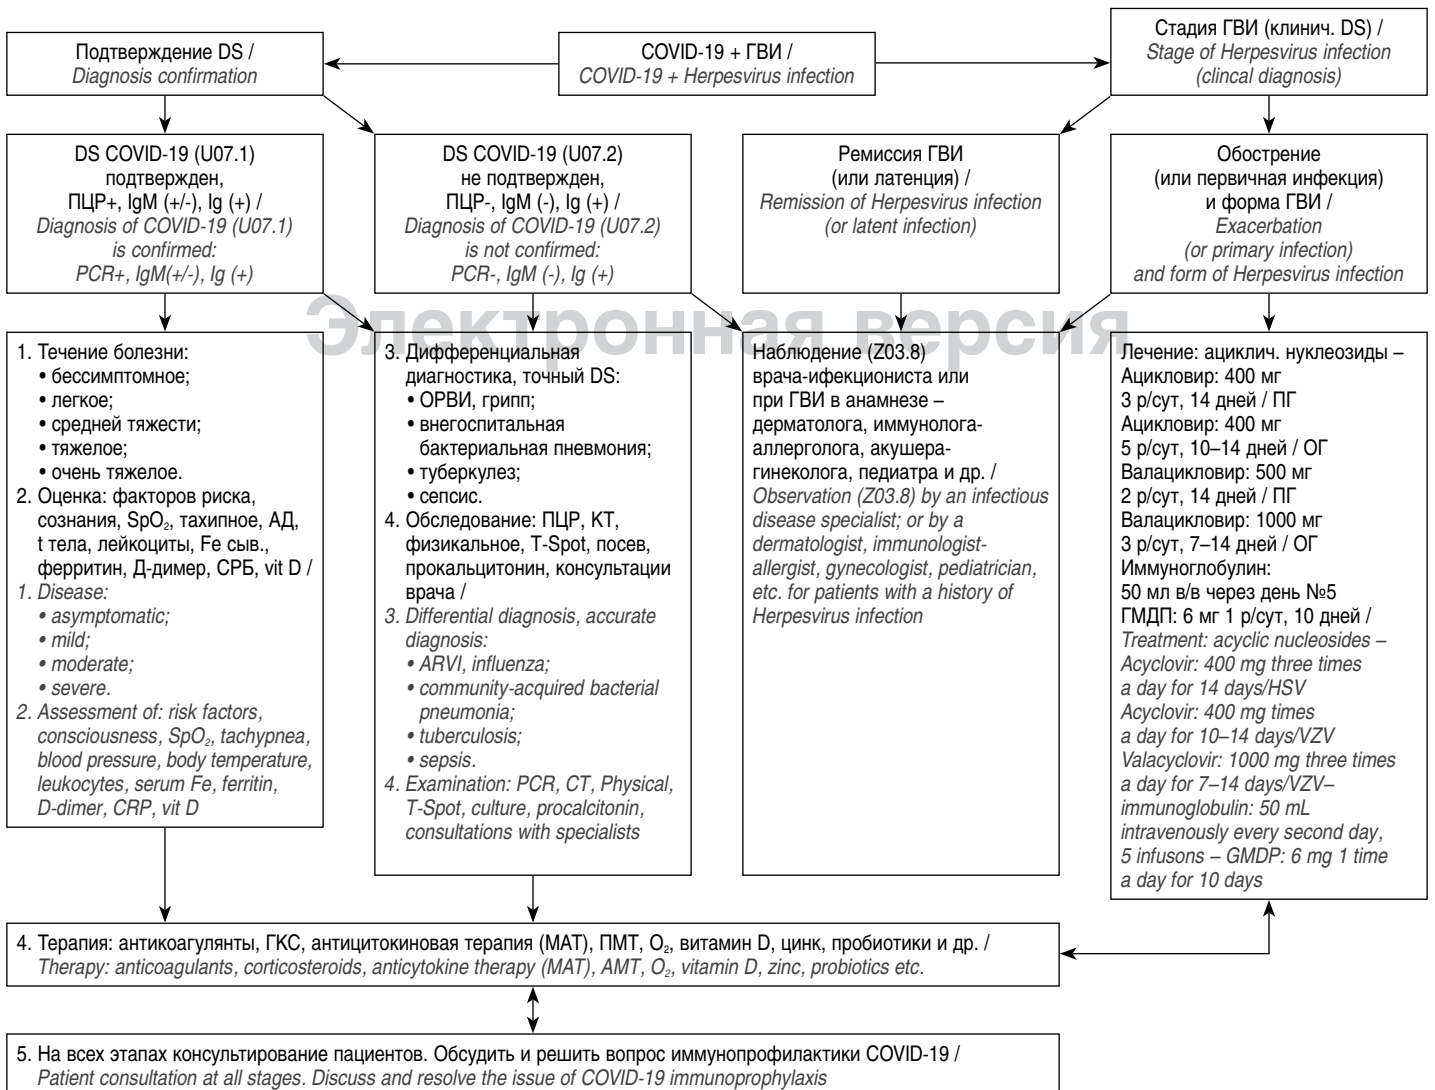 Подтверждение DS /
Diagnosis confirmation
COVID-19 + ГВИ /
COVID-19 + Herpesvirus infection
Стадия ГВИ (клинич. DS) /
Stage of Herpesvirus infection
(clincal diagnosis)
DS COVID-19 (U07.1)
подтвержден,
ПЦР+, IgM (+/-), Ig (+) /
Diagnosis of COVID-19 (U07.1)
is confirmed:
PCR+, IgM(+/-), Ig (+)
DS COVID-19 (U07.2)
не подтвержден,
ПЦР-, IgM (-), Ig (+) /
Diagnosis of COVID-19 (U07.2)
is not confirmed:
PCR-, IgM (-), Ig (+)
Ремиссия ГВИ
(или латенция) /
Remission of Herpesvirus infection
(or latent infection)
Обострение
(или первичная инфекция)
и форма ГВИ /
Exacerbation
(or primary infection)
and form of Herpesvirus infection
Электронная версия
1. Течение болезни:
• бессимптомное;
• легкое;
• средней тяжести;
• тяжелое;
• очень тяжелое.
2. Оценка: факторов риска,
сознания, SpO₂, тахипное, АД,
t тела, лейкоциты, Fe сыв.,
ферритин, Д-димер, СРБ, vit D /
1. Disease:
• asymptomatic;
• mild;
• moderate;
• severe.
2. Assessment of: risk factors,
consciousness, SpO₂, tachypnea,
blood pressure, body temperature,
leukocytes, serum Fe, ferritin,
D-dimer, CRP, vit D
3. Дифференциальная
диагностика, точный DS:
• ОРВИ, грипп;
• внегоспитальная
бактериальная пневмония;
• туберкулез;
• сепсис.
4. Обследование: ПЦР, КТ,
физикальное, T-Spot, посев,
прокальцитонин, консультации
врача /
3. Differential diagnosis, accurate
diagnosis:
• ARVI, influenza;
• community-acquired bacterial
pneumonia;
• tuberculosis;
• sepsis.
4. Examination: PCR, CT, Physical,
T-Spot, culture, procalcitonin,
consultations with specialists
Наблюдение (Z03.8)
врача-ифекциониста или
при ГВИ в анамнезе –
дерматолога, иммунолога-
аллерголога, акушера-
гинеколога, педиатра и др. /
Observation (Z03.8) by an infectious
disease specialist; or by a
dermatologist, immunologist-
allergist, gynecologist, pediatrician,
etc. for patients with a history of
Herpesvirus infection
Лечение: ациклич. нуклеозиды –
Ацикловир: 400 мг
3 р/сут, 14 дней / ПГ
Ацикловир: 400 мг
5 р/сут, 10–14 дней / ОГ
Валацикловир: 500 мг
2 р/сут, 14 дней / ПГ
Валацикловир: 1000 мг
3 р/сут, 7–14 дней / ОГ
Иммуноглобулин:
50 мл в/в через день №5
ГМДП: 6 мг 1 р/сут, 10 дней /
Treatment: acyclic nucleosides –
Acyclovir: 400 mg three times
a day for 14 days/HSV
Acyclovir: 400 mg times
a day for 10–14 days/VZV
Valacyclovir: 1000 mg three times
a day for 7–14 days/VZV–
immunoglobulin: 50 mL
intravenously every second day,
5 infusons – GMDP: 6 mg 1 time
a day for 10 days
4. Терапия: антикоагулянты, ГКС, антицитокиновая терапия (МАТ), ПМТ, О₂, витамин D, цинк, пробиотики и др. /
Therapy: anticoagulants, corticosteroids, anticytokine therapy (MAT), AMT, O₂, vitamin D, zinc, probiotics etc.
5. На всех этапах консультирование пациентов. Обсудить и решить вопрос иммунопрофилактики COVID-19 /
Patient consultation at all stages. Discuss and resolve the issue of COVID-19 immunoprophylaxis